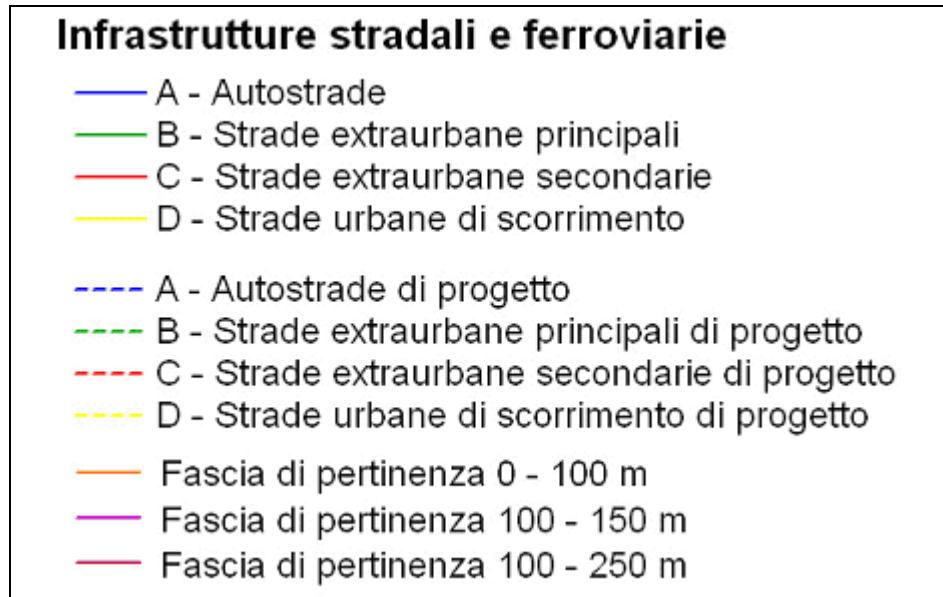 Infrastrutture stradali e ferroviarie
A - Autostrade
B - Strade extraurbane principali
C - Strade extraurbane secondarie
D - Strade urbane di scorrimento
A - Autostrade di progetto
B - Strade extraurbane principali di progetto
C - Strade extraurbane secondarie di progetto
D - Strade urbane di scorrimento di progetto
Fascia di pertinenza 0 - 100 m
Fascia di pertinenza 100 - 150 m
Fascia di pertinenza 100 - 250 m